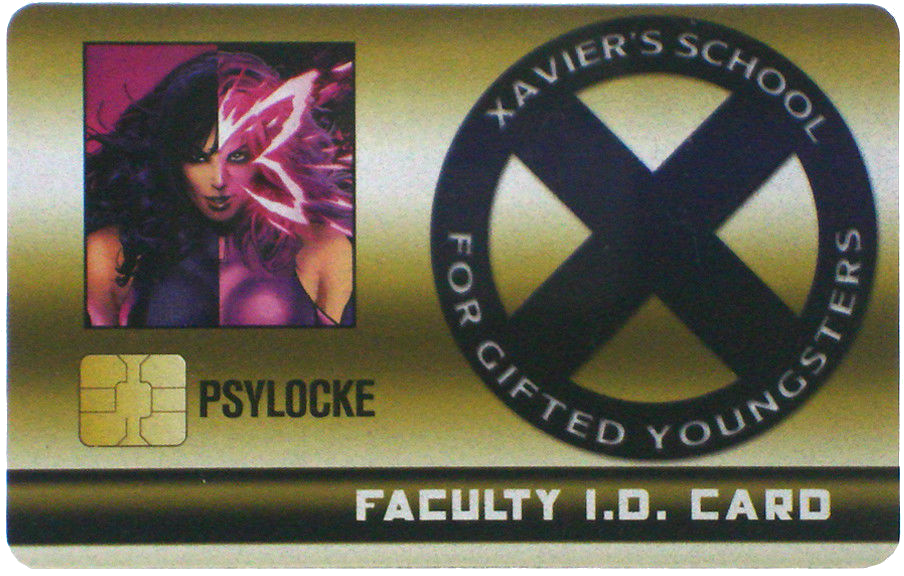 XAVIER'S SCHOOL
FOR GIFTED YOUNGSTERS
PSYLOCKE
FACULTY I.D. CARD